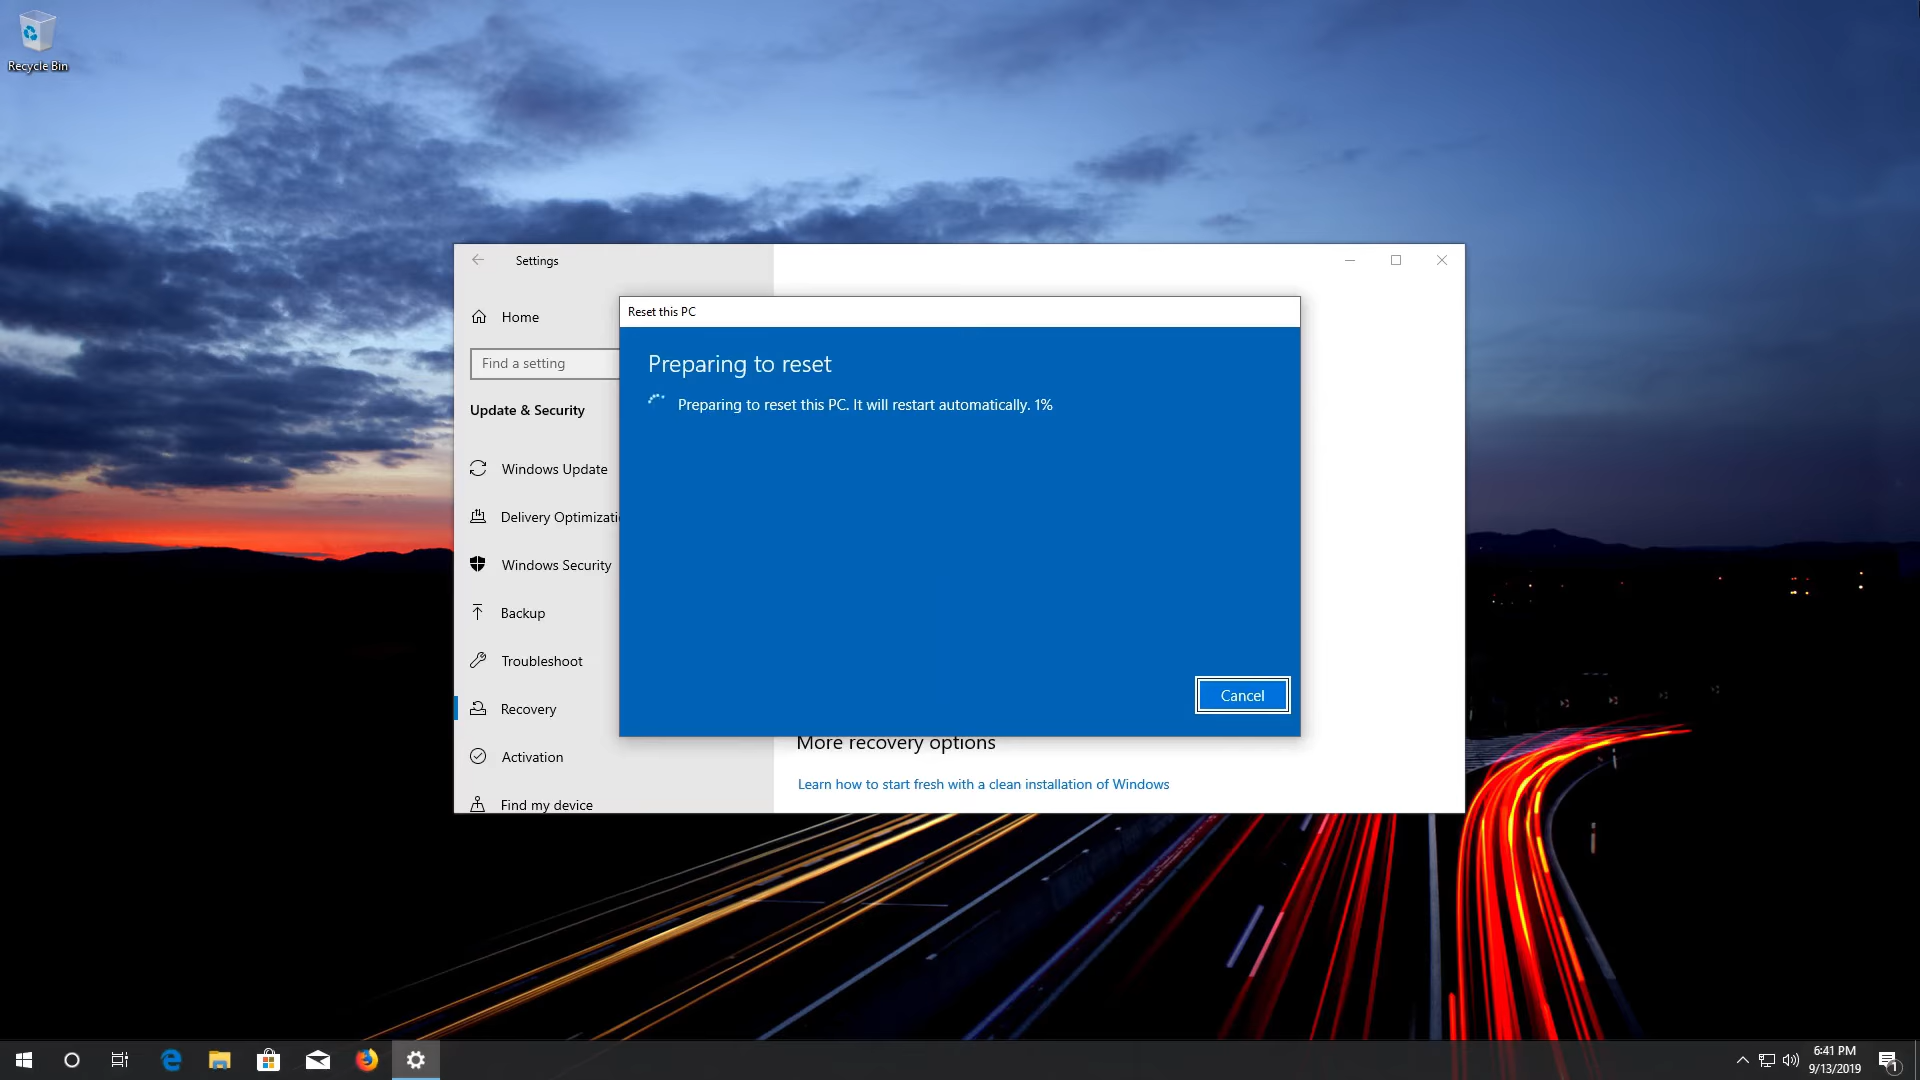 Recycle Bin
Settings
Home
Find a setting
Update & Security
Windows Update
Delivery Optimizati
Windows Security
Backup
Troubleshoot
Recovery
Activation
Find my device
Reset this PC
Preparing to reset
Preparing to reset this PC. It will restart automatically. 1%
Cancel
More recovery options
Learn how to start fresh with a clean installation of Windows
6:41 PM
9/13/2019
1